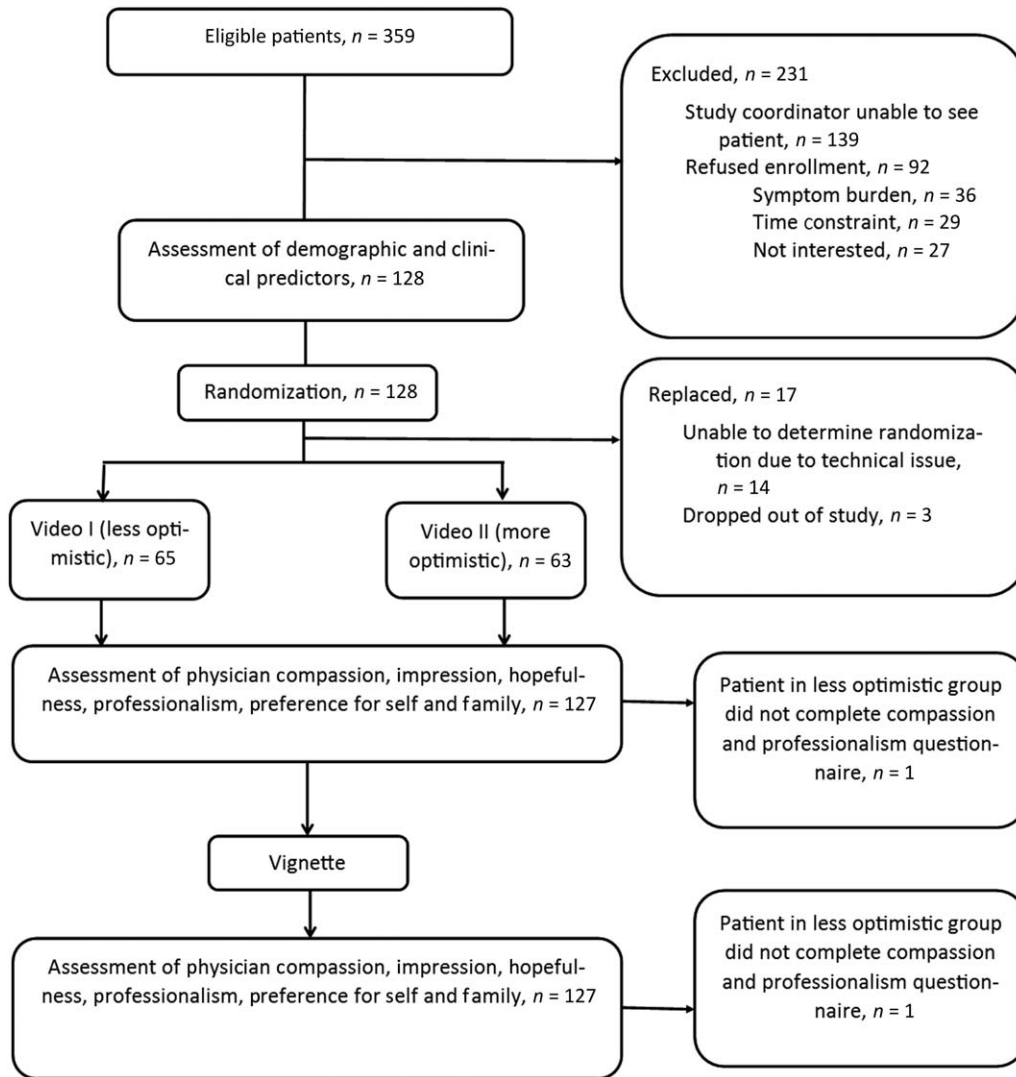 Eligible patients, n = 359
Excluded, n = 231
Study coordinator unable to see
patient, n = 139
Refused enrollment, n = 92
Symptom burden, n = 36
Time constraint, n = 29
Not interested, n = 27
Assessment of demographic and clini-
cal predictors, n = 128
Randomization, n = 128
Replaced, n = 17
Unable to determine randomiza-
tion due to technical issue,
n = 14
Dropped out of study, n = 3
Video I (less opti-
mistic), n = 65
Video II (more
optimistic), n = 63
Assessment of physician compassion, impression, hopeful-
ness, professionalism, preference for self and family, n = 127
Patient in less optimistic group
did not complete compassion
and professionalism question-
naire, n = 1
Vignette
Assessment of physician compassion, impression, hopeful-
ness, professionalism, preference for self and family, n = 127
Patient in less optimistic group
did not complete compassion
and professionalism question-
naire, n = 1